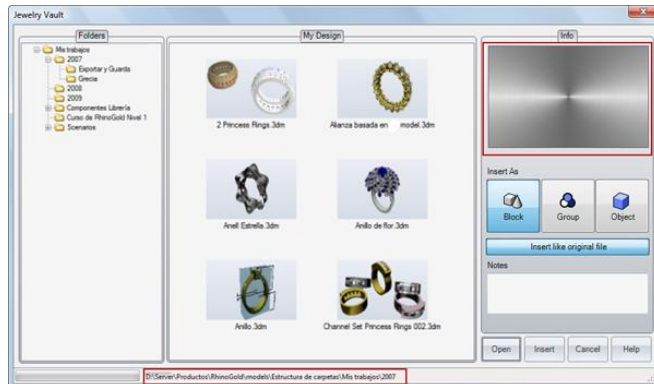 Jewelry Vault
Folders
Mis trabajos
2007
Exportar y Guarda
Grecia
2008
2009
Componentes Librería
Curso de RhinoGold Nivel 1
Scenarios
My Design
2 Princess Rings.3dm
Alianza basada en model.3dm
Anell Estrella.3dm
Anillo de flor.3dm
Anillo.3dm
Channel Set Princess Rings 002.3dm
Info
Insert As
Block
Group
Object
Insert like original file
Notes
Open
Insert
Cancel
Help
D:\Server\Productos\RhinoGold\models\Estructura de carpetas\Mis trabajos\2007